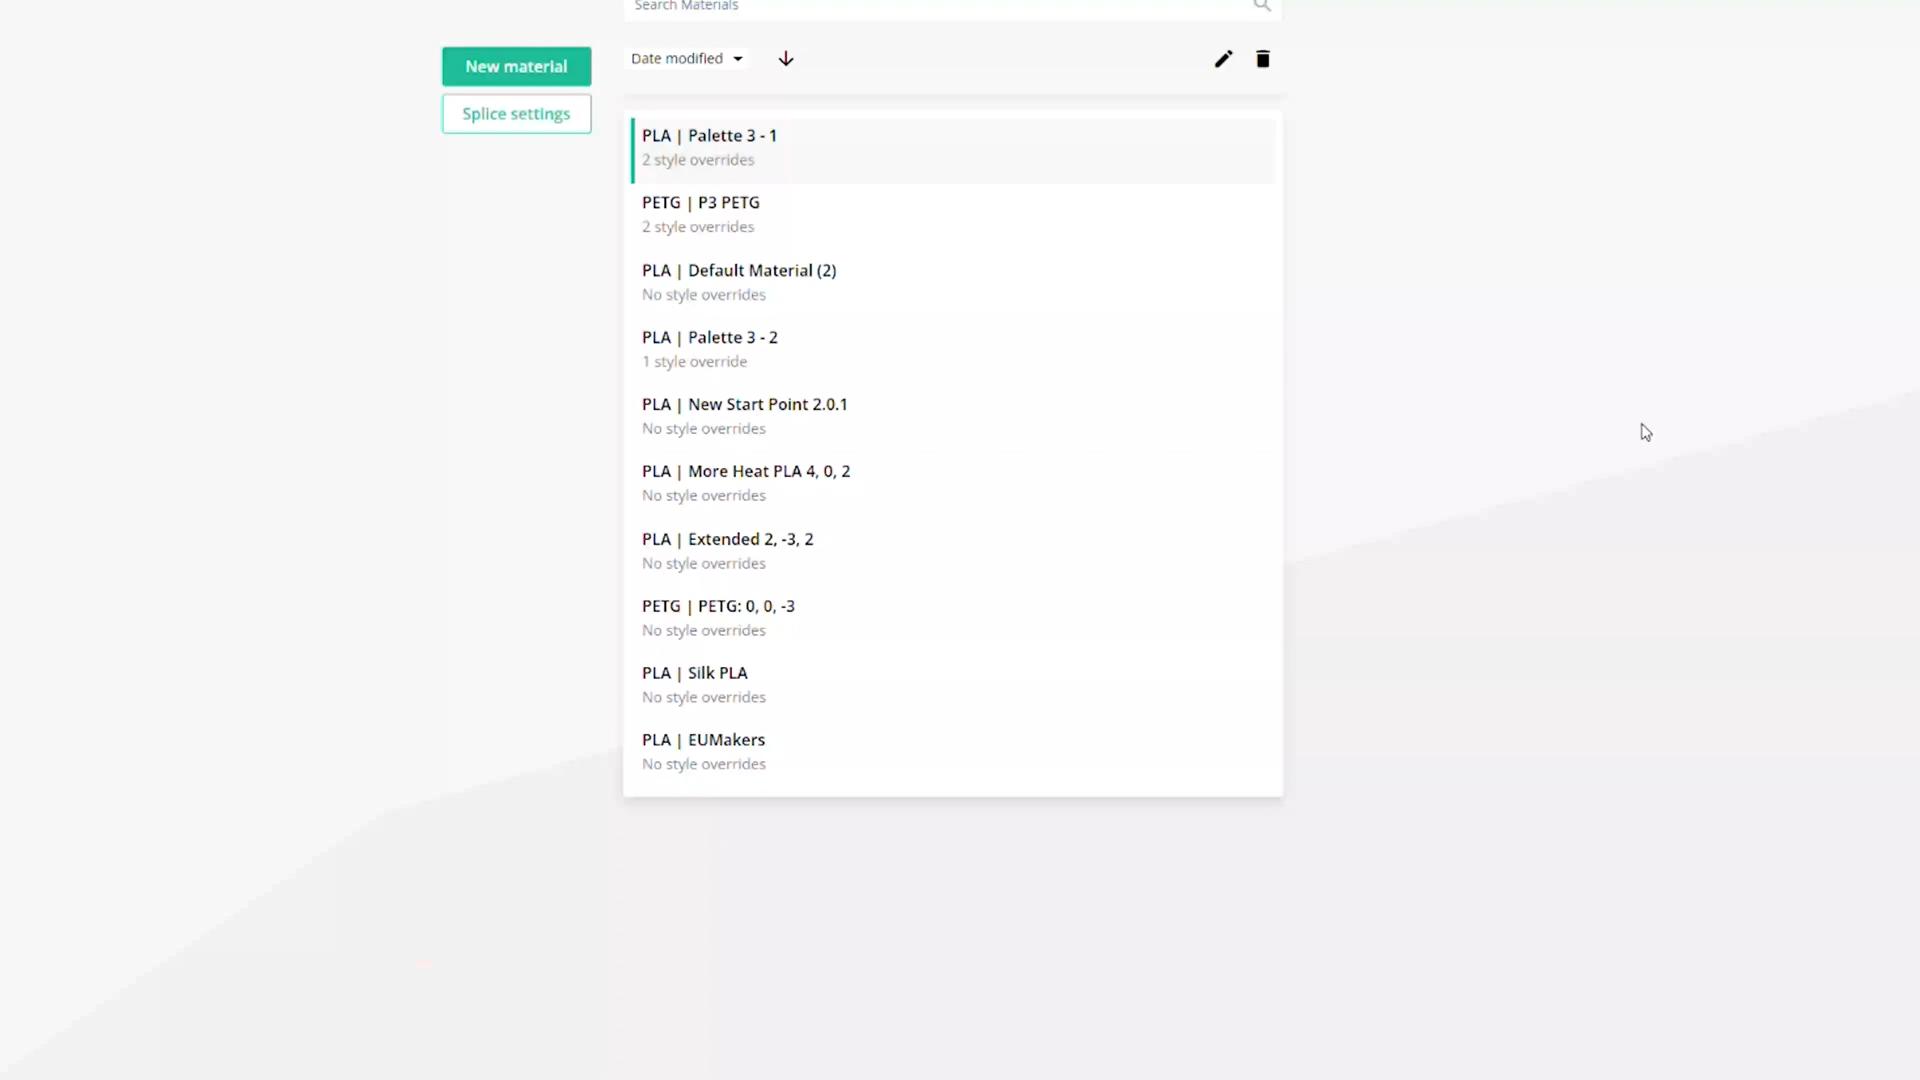 Search Materials
New material
Splice settings
Date modified
PLA | Palette 3 - 1
2 style overrides
PETG | P3 PETG
2 style overrides
PLA | Default Material (2)
No style overrides
PLA | Palette 3 - 2
1 style override
PLA | New Start Point 2.0.1
No style overrides
PLA | More Heat PLA 4, 0, 2
No style overrides
PLA | Extended 2, -3, 2
No style overrides
PETG | PETG: 0, 0, -3
No style overrides
PLA | Silk PLA
No style overrides
PLA | EUMakers
No style overrides